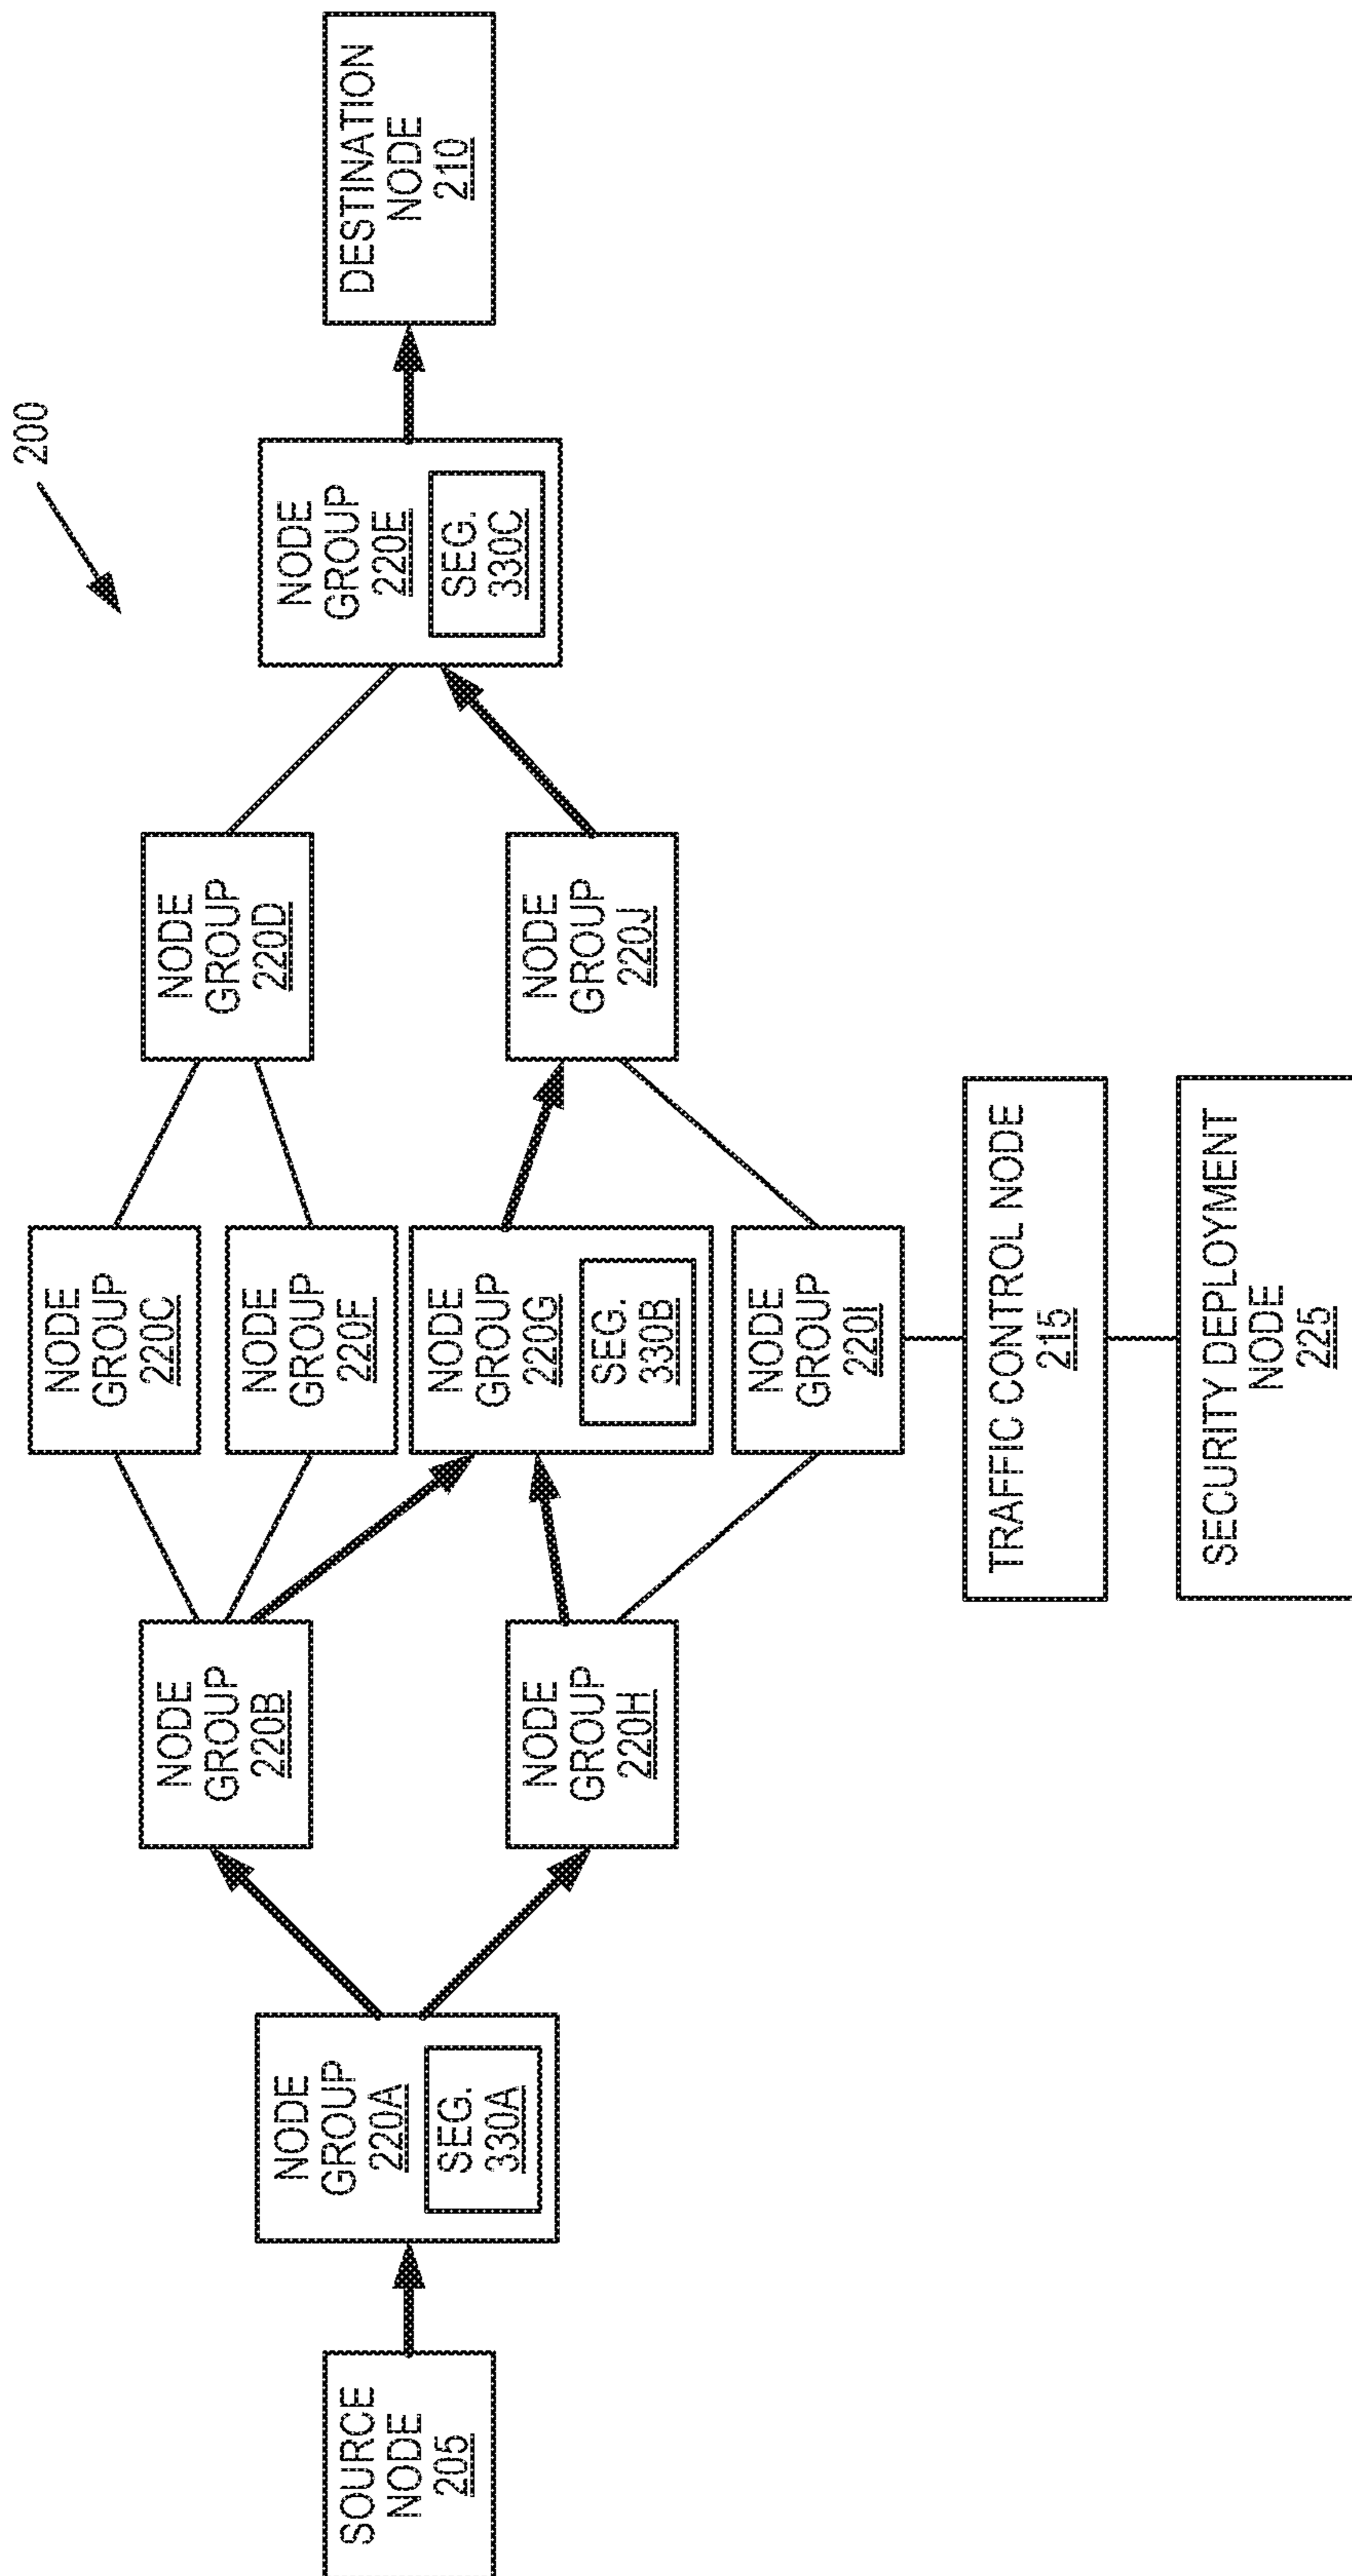 200
SOURCE
NODE
205
NODE
GROUP
220A
SEG.
330A
NODE
GROUP
220B
NODE
GROUP
220H
NODE
GROUP
220C
NODE
GROUP
220F
NODE
GROUP
220G
SEG.
330B
NODE
GROUP
220I
NODE
GROUP
220D
NODE
GROUP
220J
NODE
GROUP
220E
SEG.
330C
DESTINATION
NODE
210
TRAFFIC CONTROL NODE
215
SECURITY DEPLOYMENT
NODE
225